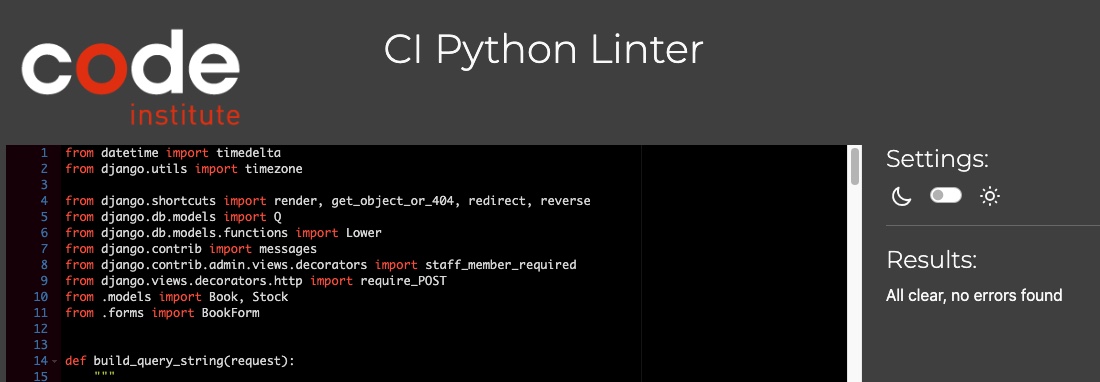 code
institute
CI Python Linter
1 from datetime import timedelta
2 from django.utils import timezone
3
4 from django.shortcuts import render, get_object_or_404, redirect, reverse
5 from django.db.models import Q
6 from django.db.models.functions import Lower
7 from django.contrib import messages
8 from django.contrib.admin.views.decorators import staff_member_required
9 from django.views.decorators.http import require_POST
10 from .models import Book, Stock
11 from .forms import BookForm
12
13
14 def build_query_string(request):
15 """
Settings:
Results:
All clear, no errors found